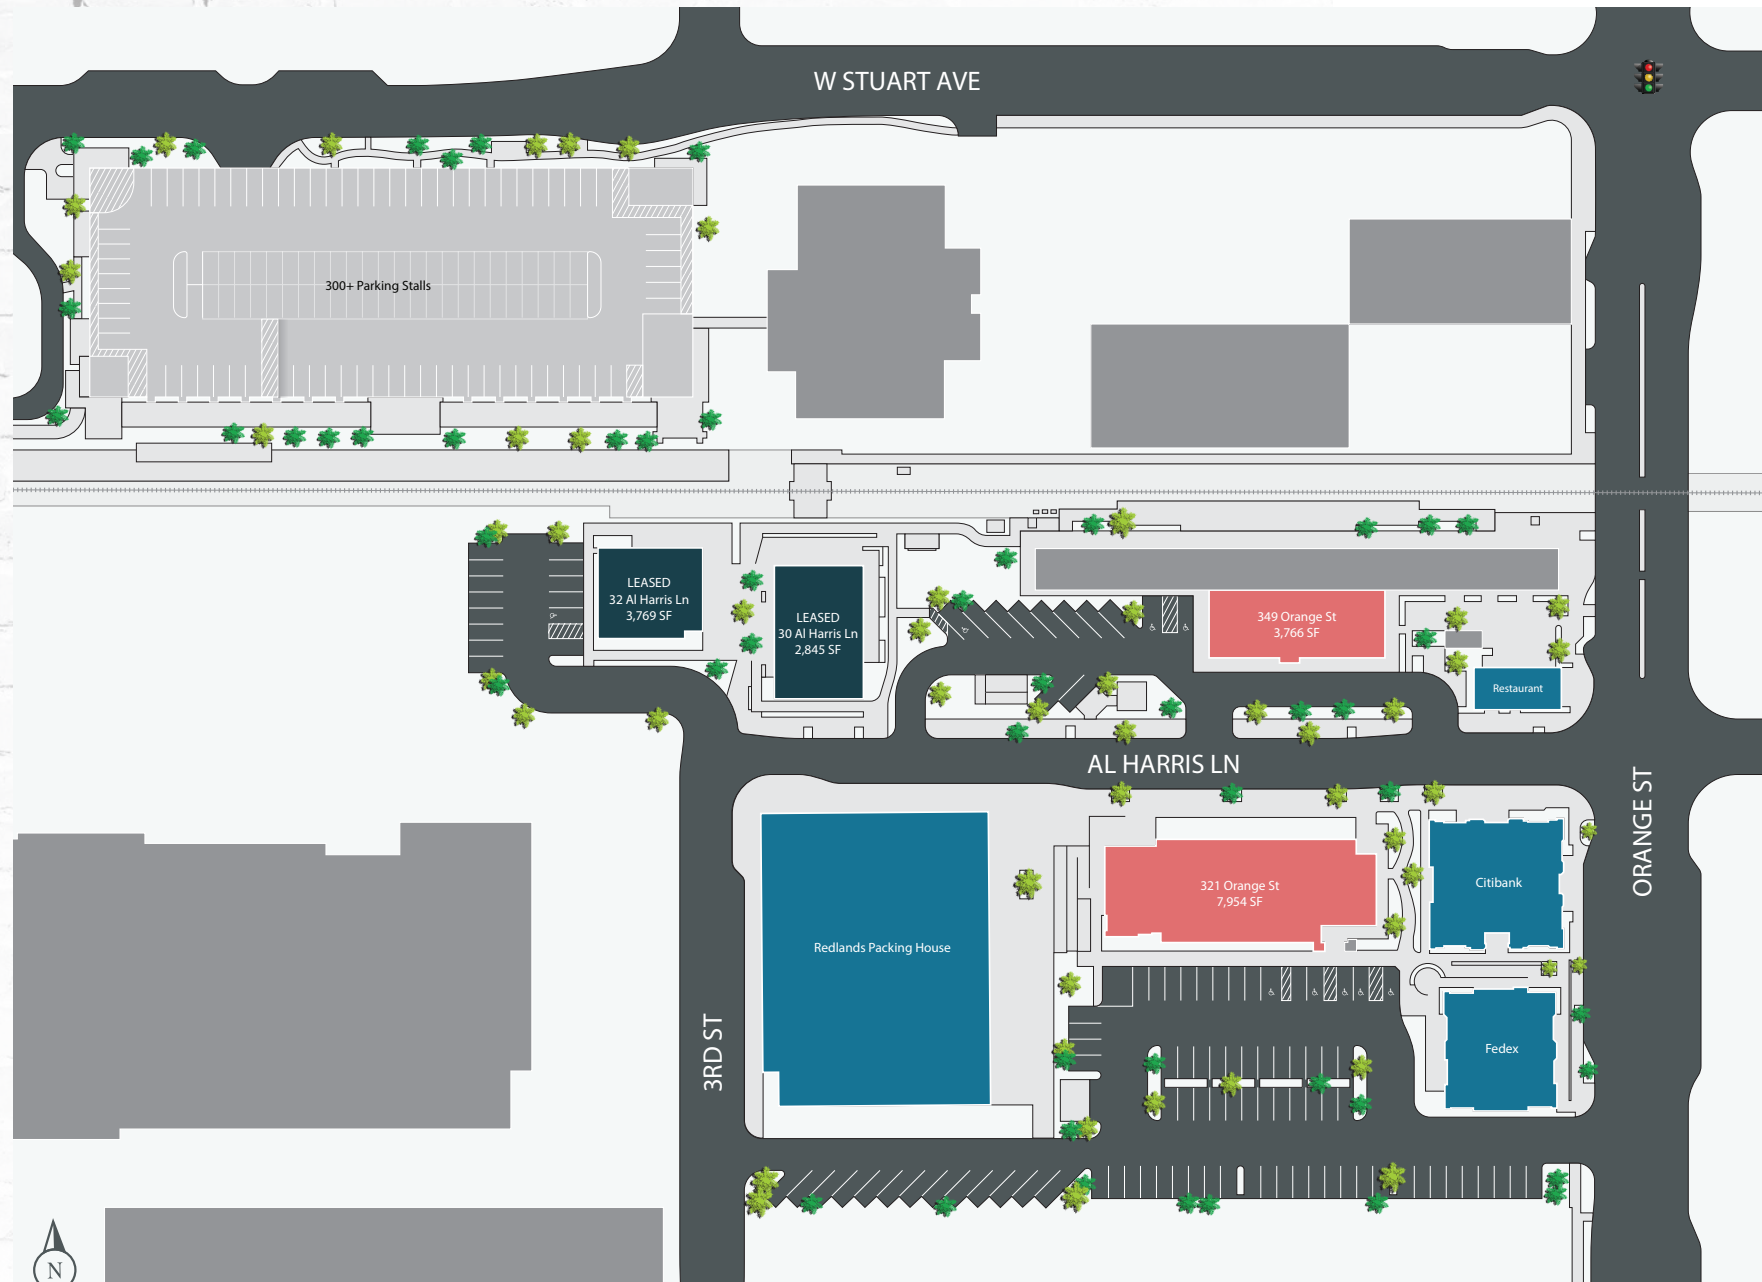 W STUART AVE
300+ Parking Stalls
LEASED
32 Al Harris Ln
3,769 SF
LEASED
30 Al Harris Ln
2,845 SF
349 Orange St
3,766 SF
Restaurant
AL HARRIS LN
ORANGE ST
321 Orange St
7,954 SF
Citibank
Redlands Packing House
Fedex
3RD ST
N